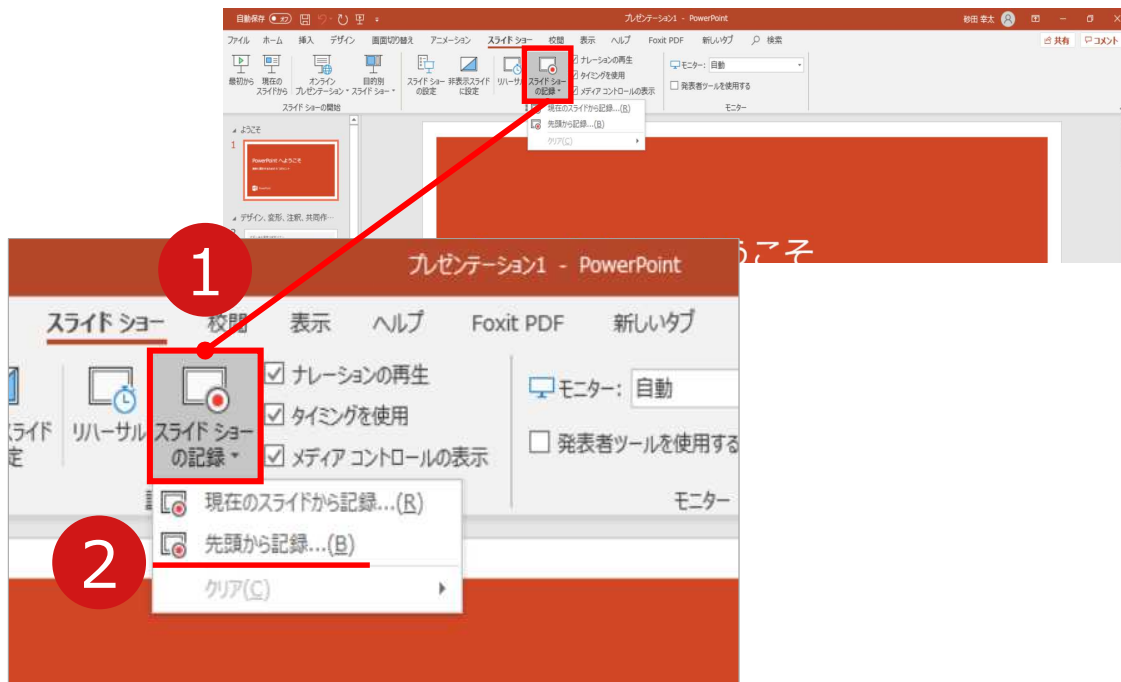 自動保存 オフ プレゼンテーション1 - PowerPoint 杉田 幸太
ファイル ホーム 挿入 デザイン 画面切り替え アニメーション スライド ショー 校閲 表示 ヘルプ Foxit PDF 新しいタブ 検索 共有 コメント
最初から 現在の スライドから オンライン プレゼンテーション 目的別 スライド ショー スライド ショー の設定 非表示スライド に設定 リハーサル スライド ショー の記録
ナレーションの再生
タイミングを使用
メディア コントロールの表示
モニター: 自動
発表者ツールを使用する
スライド ショーの開始
モニター
現在のスライドから記録...(R)
先頭から記録...(B)
クリア(C)
ようこそ
1
PowerPoint へようこそ
デザイン、変形、注釈、共同作…
うこそ
1
プレゼンテーション1 - PowerPoint
スライド ショー 校閲 表示 ヘルプ Foxit PDF 新しいタブ
リハーサル
スライド ショー
の記録
ナレーションの再生
タイミングを使用
メディア コントロールの表示
モニター: 自動
発表者ツールを使用する
モニター
現在のスライドから記録...(R)
2
先頭から記録...(B)
クリア(C)